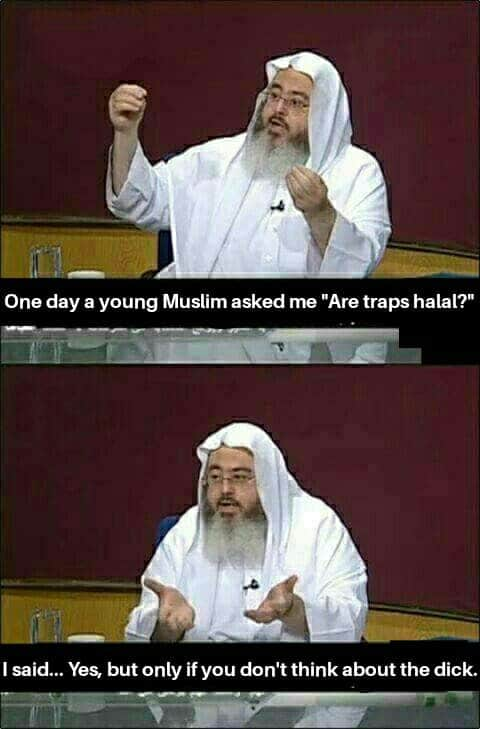 One day a young Muslim asked me "Are traps halal?"
I said... Yes, but only if you don't think about the dick.